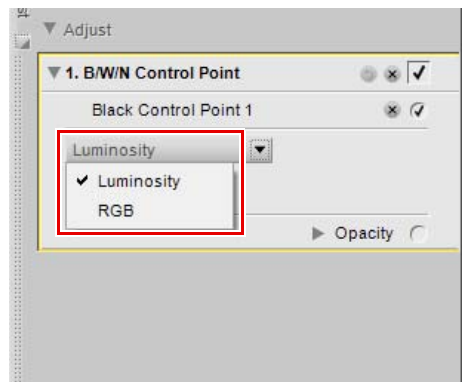 Adjust
1. B/W/N Control Point
Black Control Point 1
Luminosity
Luminosity
RGB
Opacity